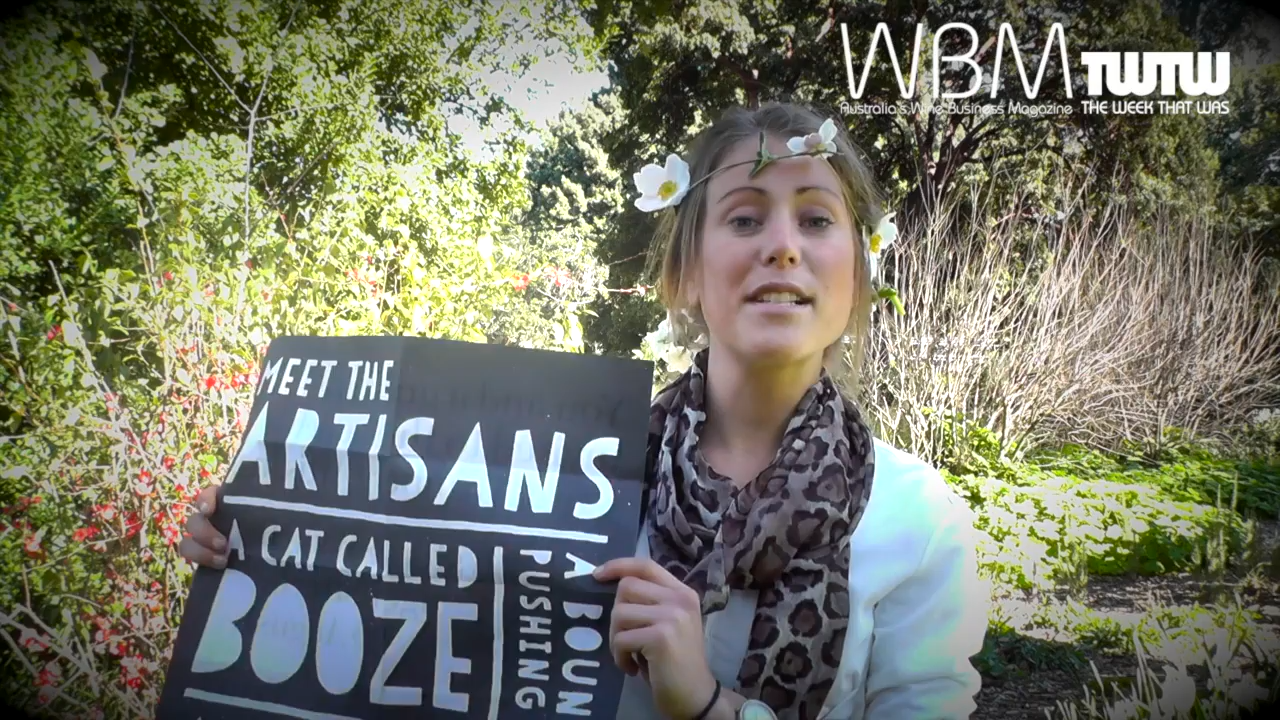 WBM TWTW
Australia's Wine Business Magazine THE WEEK THAT WAS
MEET THE
ARTISANS
A CAT CALLED
BOOZE
A BOUN
PUSHING